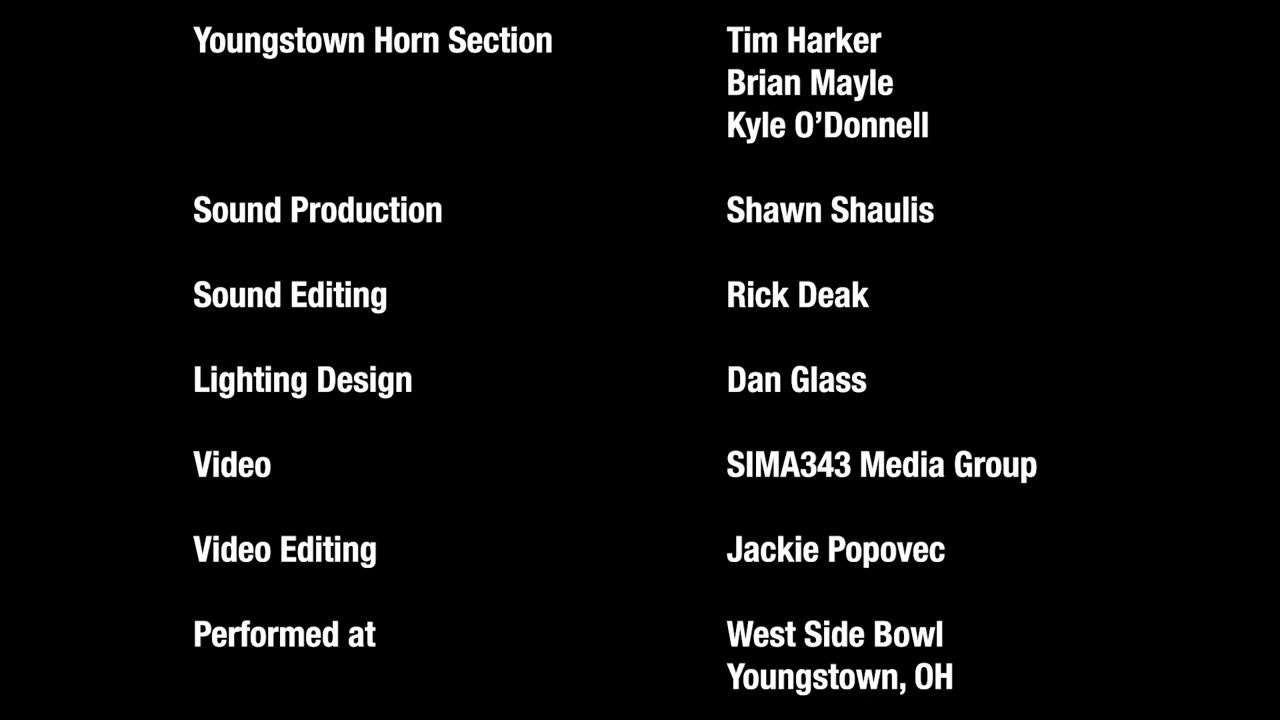 Youngstown Horn Section Tim Harker
Brian Mayle
Kyle O’Donnell
Sound Production Shawn Shaulis
Sound Editing Rick Deak
Lighting Design Dan Glass
Video SIMA343 Media Group
Video Editing Jackie Popovec
Performed at West Side Bowl
Youngstown, OH